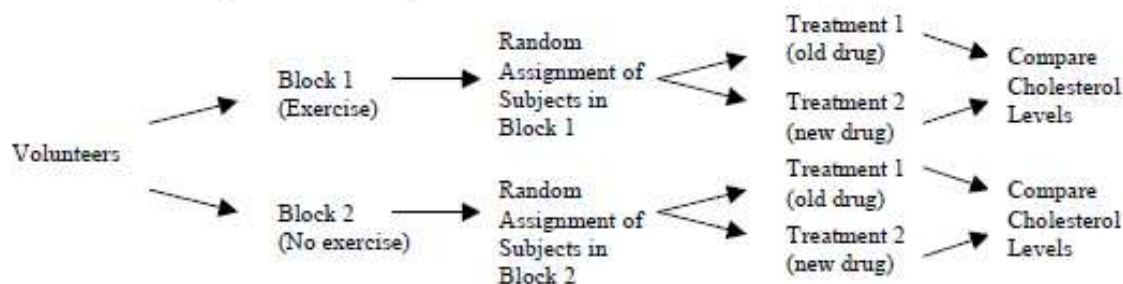 Volunteers
Block 1
(Exercise)
Random
Assignment of
Subjects in
Block 1
Treatment 1
(old drug)
Treatment 2
(new drug)
Compare
Cholesterol
Levels
Block 2
(No exercise)
Random
Assignment of
Subjects in
Block 2
Treatment 1
(old drug)
Treatment 2
(new drug)
Compare
Cholesterol
Levels